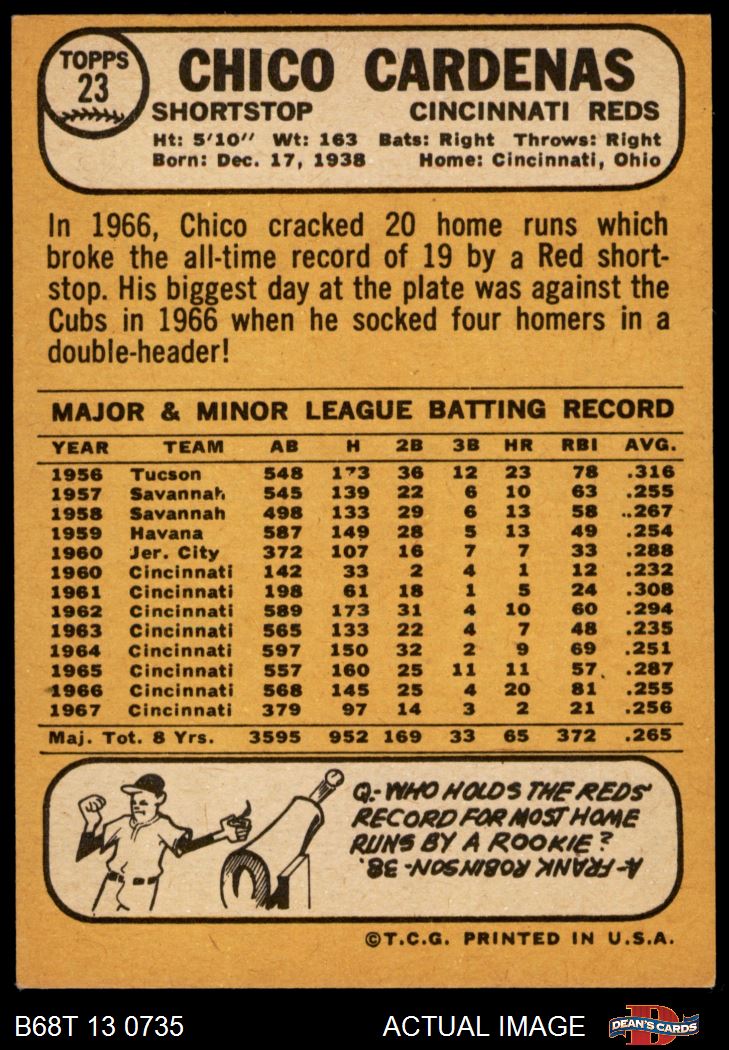 TOPPS
23
CHICO CARDENAS
SHORTSTOP CINCINNATI REDS
Ht: 5'10" Wt: 163 Bats: Right Throws: Right
Born: Dec. 17, 1938 Home: Cincinnati, Ohio
In 1966, Chico cracked 20 home runs which
broke the all-time record of 19 by a Red short-
stop. His biggest day at the plate was against the
Cubs in 1966 when he socked four homers in a
double-header!
MAJOR & MINOR LEAGUE BATTING RECORD
YEAR TEAM AB H 2B 3B HR RBI AVG.
1956 Tucson 548 173 36 12 23 78 .316
1957 Savannah 545 139 22 6 10 63 .255
1958 Savannah 498 133 29 6 13 58 .267
1959 Havana 587 149 28 5 13 49 .254
1960 Jer. City 372 107 16 7 7 33 .288
1960 Cincinnati 142 33 2 4 1 12 .232
1961 Cincinnati 198 61 18 1 5 24 .308
1962 Cincinnati 589 173 31 4 10 60 .294
1963 Cincinnati 565 133 22 4 7 48 .235
1964 Cincinnati 597 150 32 2 9 69 .251
1965 Cincinnati 557 160 25 11 11 57 .287
1966 Cincinnati 568 145 25 4 20 81 .255
1967 Cincinnati 379 97 14 3 2 21 .256
Maj. Tot. 8 Yrs. 3595 952 169 33 65 372 .265
Q:- WHO HOLDS THE REDS'
RECORD FOR MOST HOME
RUNS BY A ROOKIE?
A-FRANK ROBINSON-38.
©T.C.G. PRINTED IN U.S.A.
B68T 13 0735 ACTUAL IMAGE
D
DEAN'S CARDS